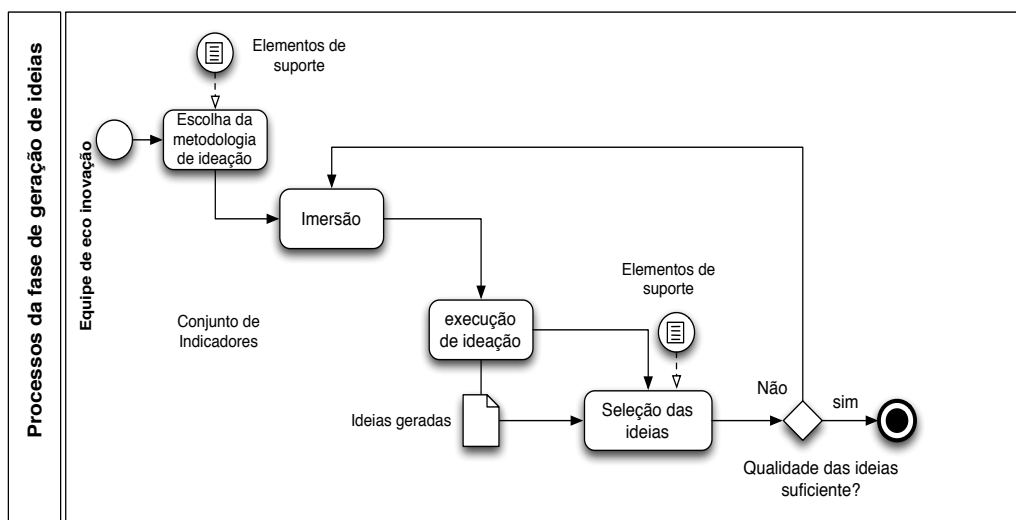 Processos da fase de geração de ideias
Equipe de eco inovação
Elementos de
suporte
Escolha da
metodologia
de ideação
Imersão
Conjunto de
Indicadores
execução
de ideação
Elementos de
suporte
Ideias geradas
Seleção das
ideias
Não
sim
Qualidade das ideias
suficiente?